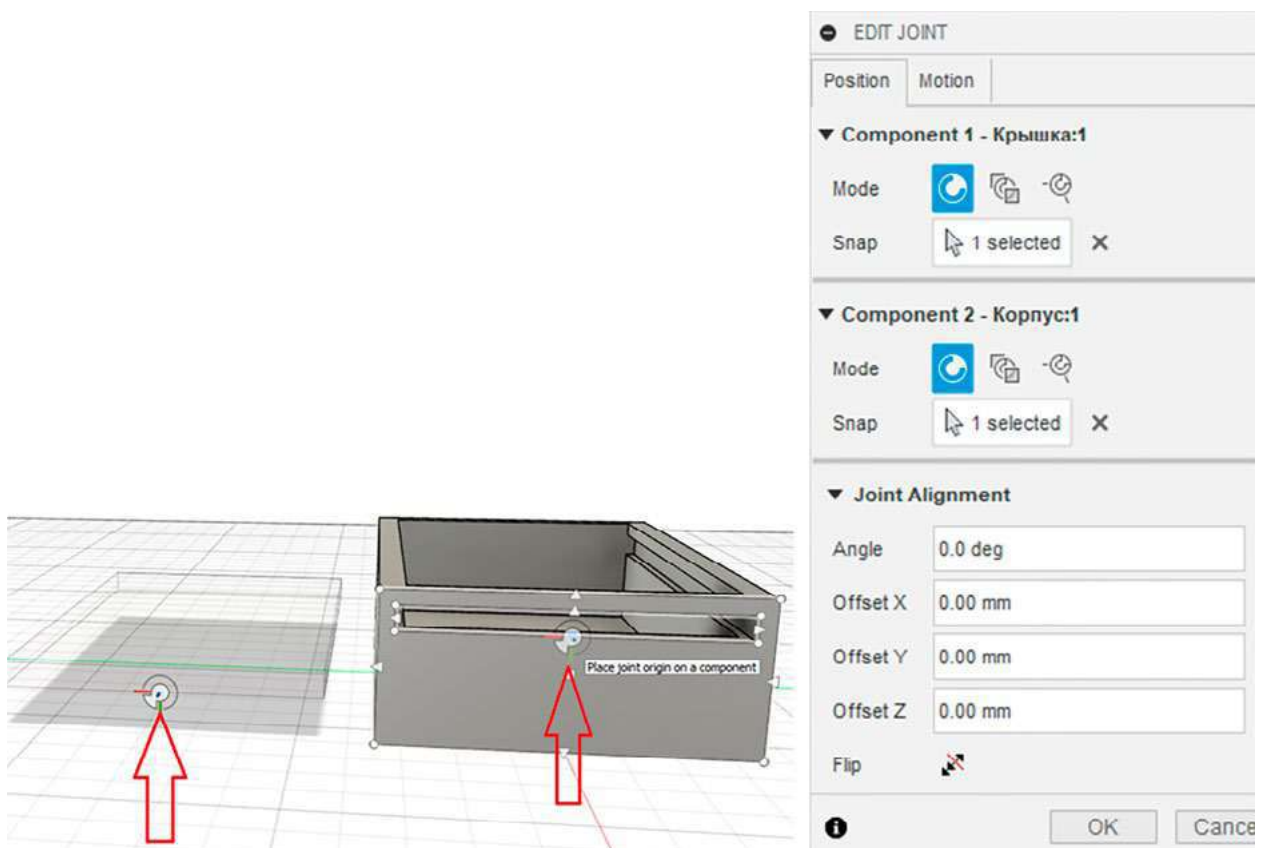 EDIT JOINT
Position Motion
Component 1 - Крышка:1
Mode
Snap 1 selected
Component 2 - Корпус:1
Mode
Snap 1 selected
Joint Alignment
Angle 0.0 deg
Offset X 0.00 mm
Offset Y 0.00 mm
Offset Z 0.00 mm
Flip
OK Cance
Place joint origin on a component